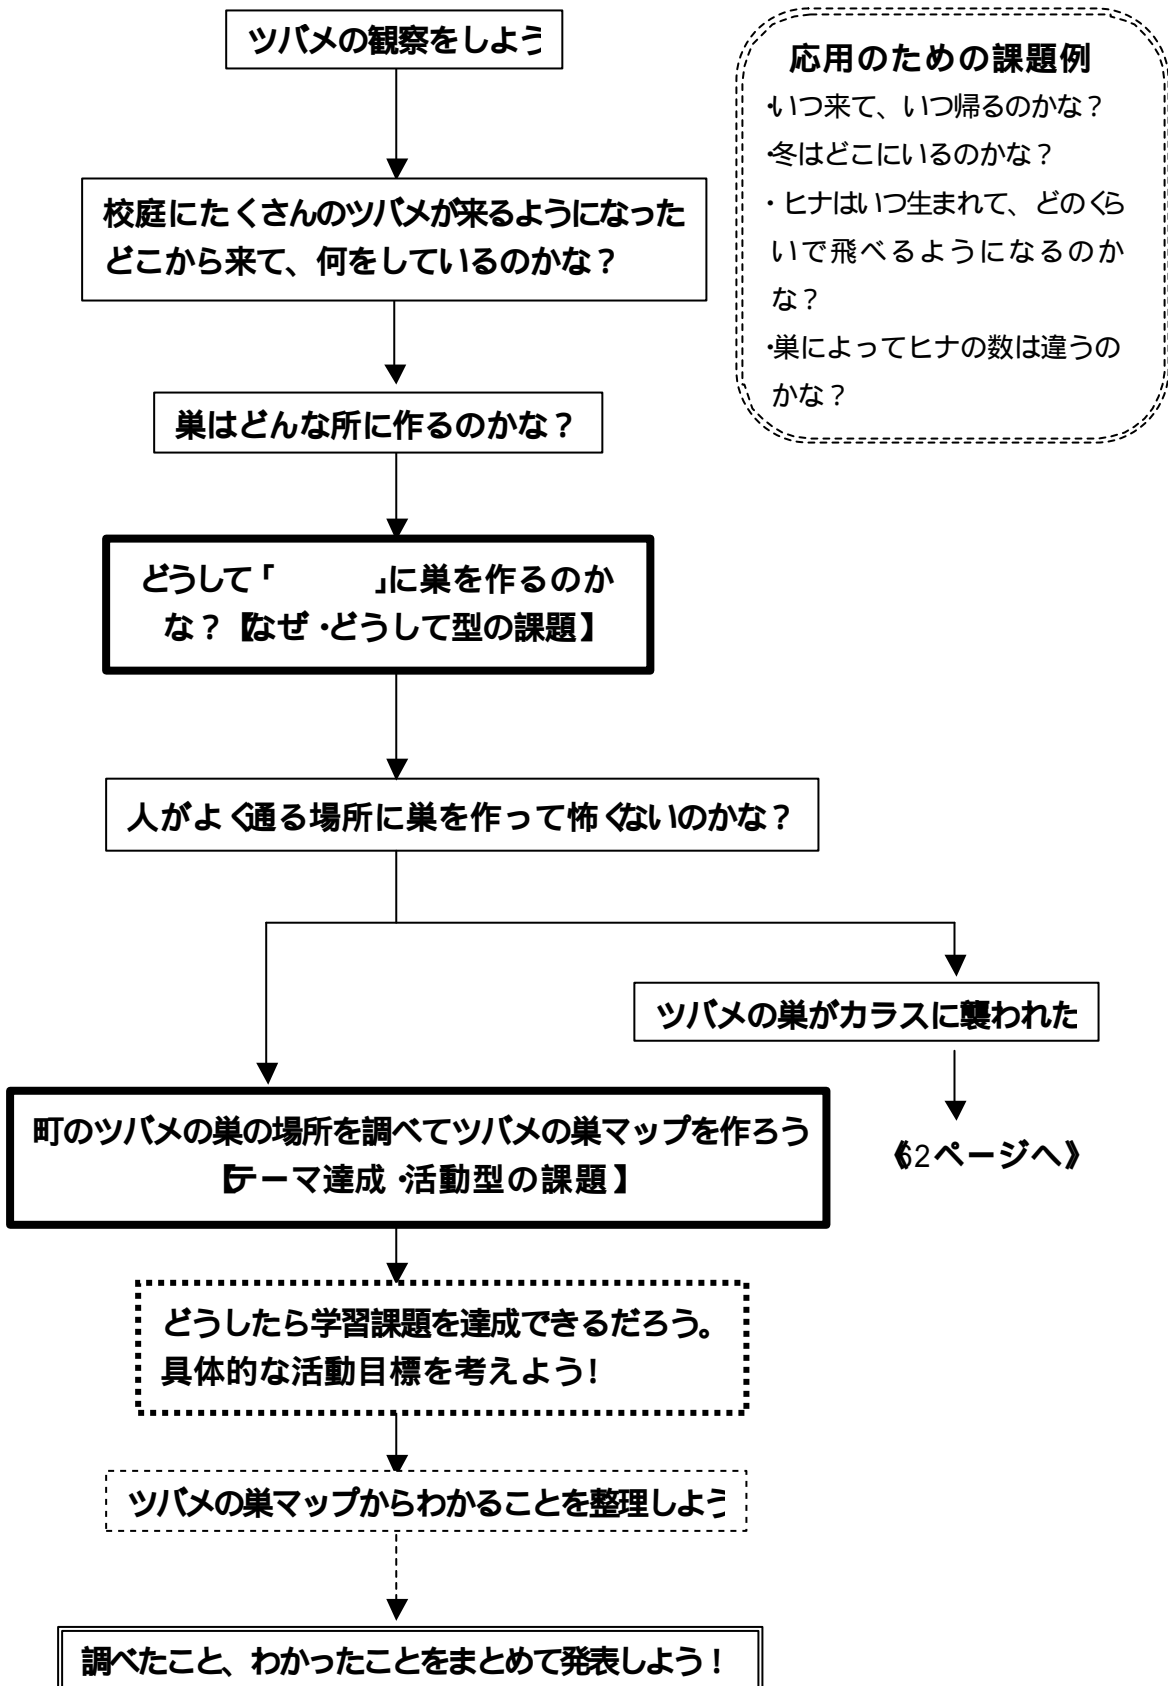 ツバメの観察をしよう
校庭にたくさんのツバメが来るようになった
どこから来て、何をしているのかな？
巣はどんな所に作るのかな？
どうして「　　　」に巣を作るのか
な？【なぜ・どうして型の課題】
人がよく通る場所に巣を作って怖くないのかな？
ツバメの巣がカラスに襲われた
《62ページへ》
町のツバメの巣の場所を調べてツバメの巣マップを作ろう
【テーマ達成・活動型の課題】
どうしたら学習課題を達成できるだろう。
具体的な活動目標を考えよう！
ツバメの巣マップからわかることを整理しよう
調べたこと、わかったことをまとめて発表しよう！
応用のための課題例
・いつ来て、いつ帰るのかな？
・冬はどこにいるのかな？
・ヒナはいつ生まれて、どのくら
いで飛べるようになるのか
な？
・巣によってヒナの数は違うの
かな？